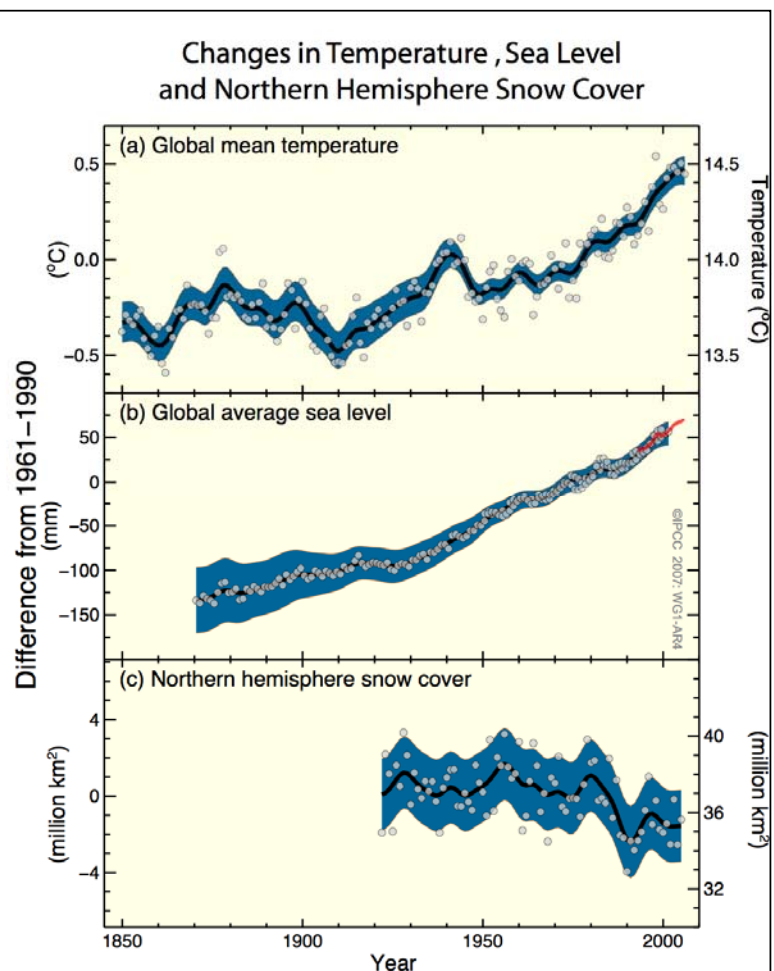 Changes in Temperature , Sea Level
and Northern Hemisphere Snow Cover
(a) Global mean temperature
0.5
0.0
−0.5
(°C)
14.5
14.0
13.5
Temperature (°C)
Difference from 1961–1990
(b) Global average sea level
50
0
−50
−100
−150
(mm)
©IPCC 2007: WG1-AR4
(c) Northern hemisphere snow cover
4
0
−4
(million km²)
40
36
32
(million km²)
1850
1900
1950
2000
Year